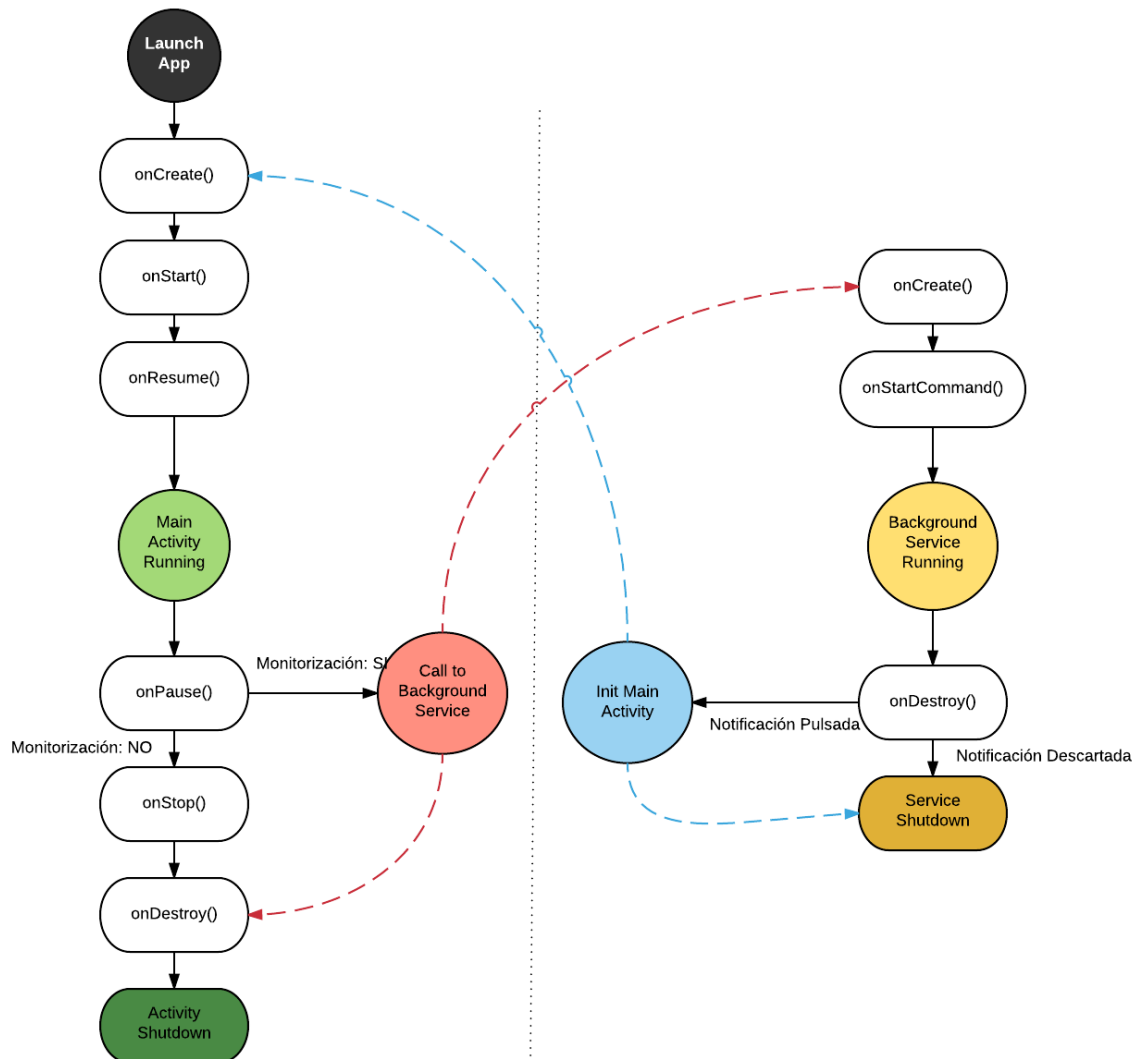 Launch
App
onCreate()
onStart()
onResume()
Main
Activity
Running
onPause()
Monitorización: SI
Monitorización: NO
onStop()
onDestroy()
Activity
Shutdown
Call to
Background
Service
Init Main
Activity
onCreate()
onStartCommand()
Background
Service
Running
onDestroy()
Notificación Pulsada
Notificación Descartada
Service
Shutdown